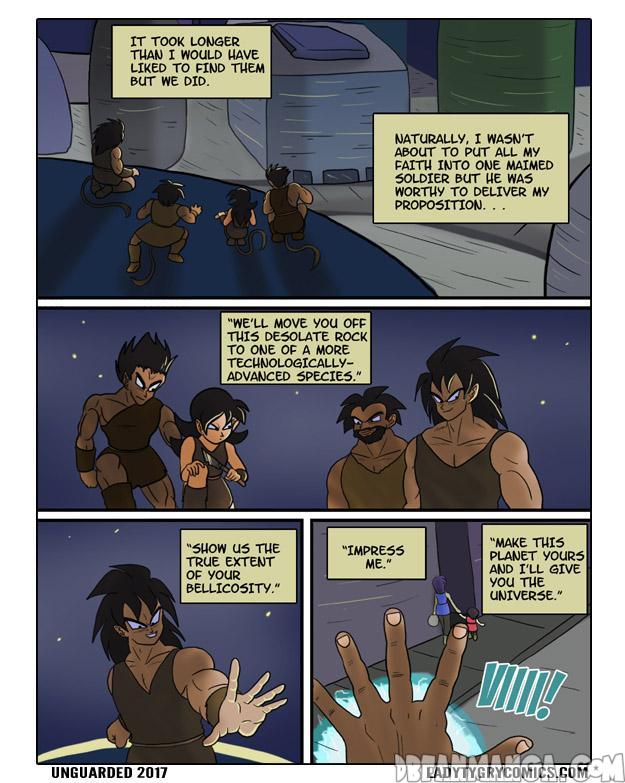 IT TOOK LONGER
THAN I WOULD HAVE
LIKED TO FIND THEM
BUT WE DID.
NATURALLY, I WASN'T
ABOUT TO PUT ALL MY
FAITH INTO ONE MAIMED
SOLDIER BUT HE WAS
WORTHY TO DELIVER MY
PROPOSITION. . .
"WE'LL MOVE YOU OFF
THIS DESOLATE ROCK
TO ONE OF A MORE
TECHNOLOGICALLY-
ADVANCED SPECIES."
"SHOW US THE
TRUE EXTENT
OF YOUR
BELLICOSITY."
"IMPRESS
ME."
"MAKE THIS
PLANET YOURS
AND I'LL GIVE
YOU THE
UNIVERSE."
VIIII!
UNGUARDED 2017
LADYTYGRYCOMICS.COM
DBFANMANGA.COM